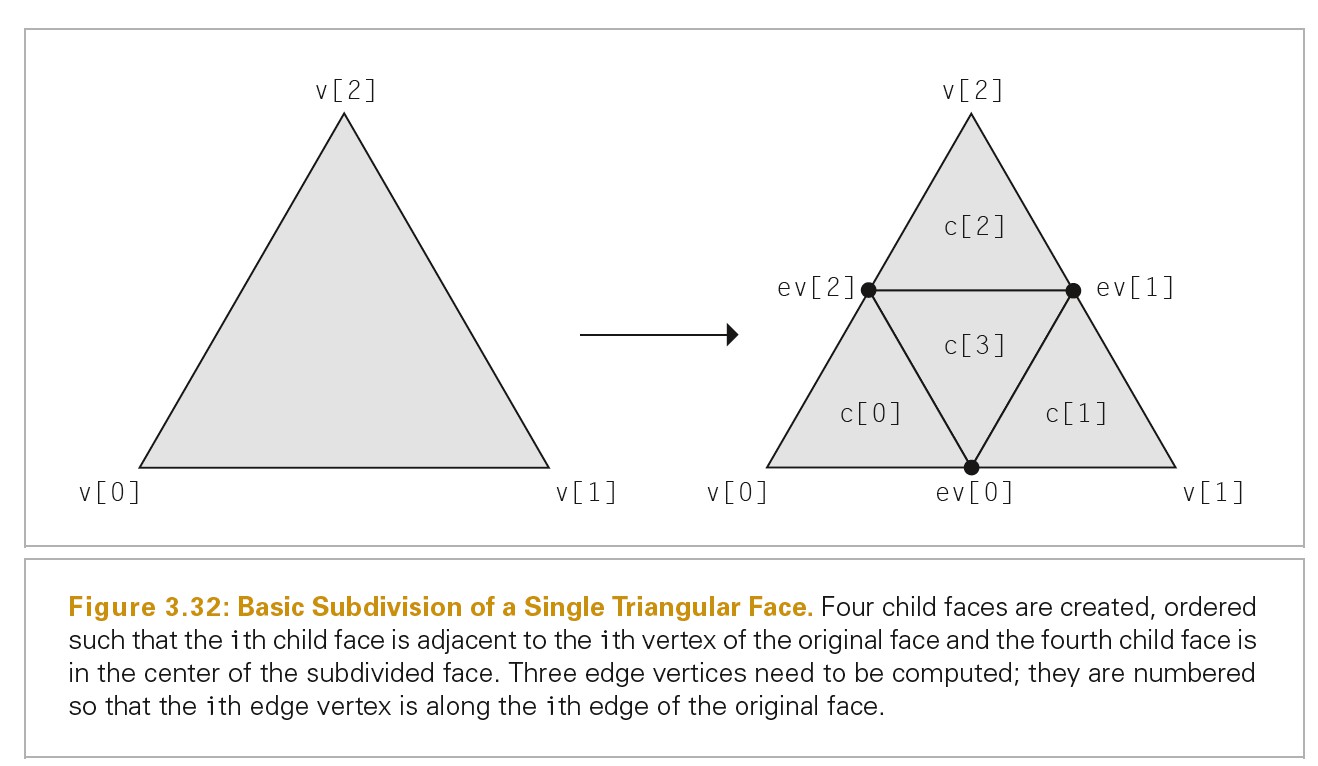 v[2]
v[2]
c[2]
ev[2]
ev[1]
c[3]
c[0]
c[1]
v[0]
v[1]
v[0]
ev[0]
v[1]
Figure 3.32: Basic Subdivision of a Single Triangular Face. Four child faces are created, ordered
such that the ith child face is adjacent to the ith vertex of the original face and the fourth child face is
in the center of the subdivided face. Three edge vertices need to be computed; they are numbered
so that the ith edge vertex is along the ith edge of the original face.